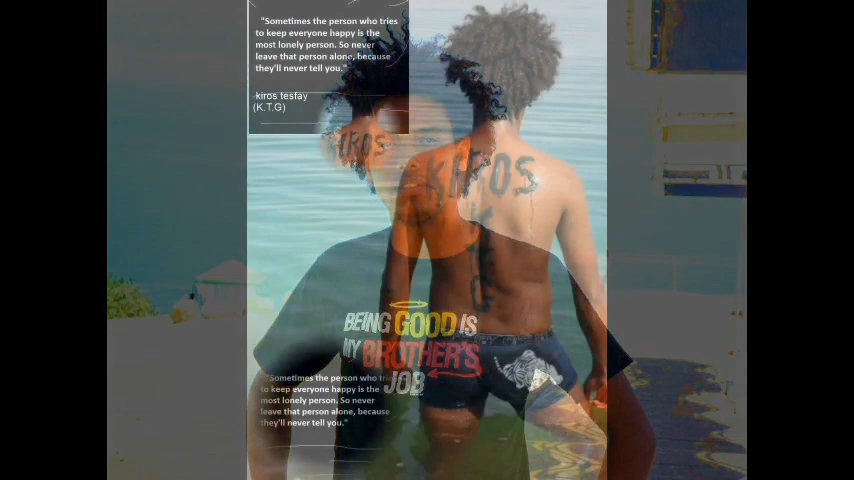 "Sometimes the person who tries
to keep everyone happy is the
most lonely person. So never
leave that person alone, because
they'll never tell you."
kiros tesfay
(K.T.G)
KIROS
KIROS
BEING GOOD IS
MY BROTHER'S
JOB
"Sometimes the person who tries
to keep everyone happy is the
most lonely person. So never
leave that person alone, because
they'll never tell you."